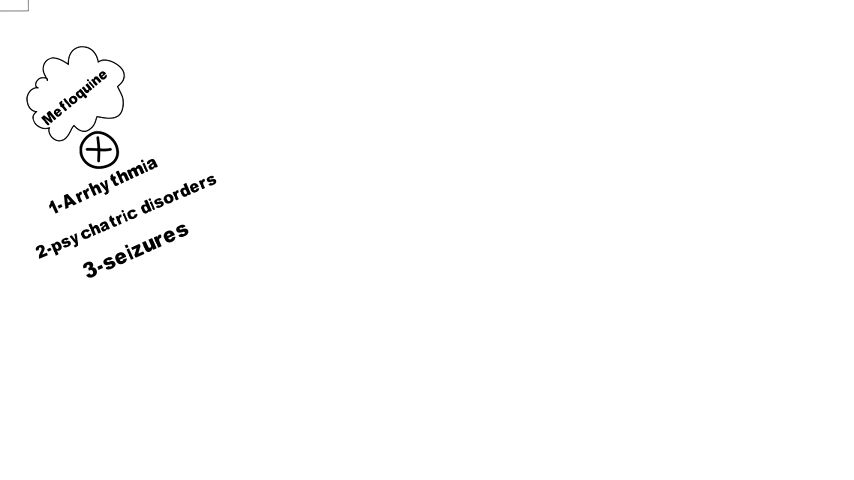 Mefloquine
1-Arrhythmia
2-psychatric disorders
3-seizures